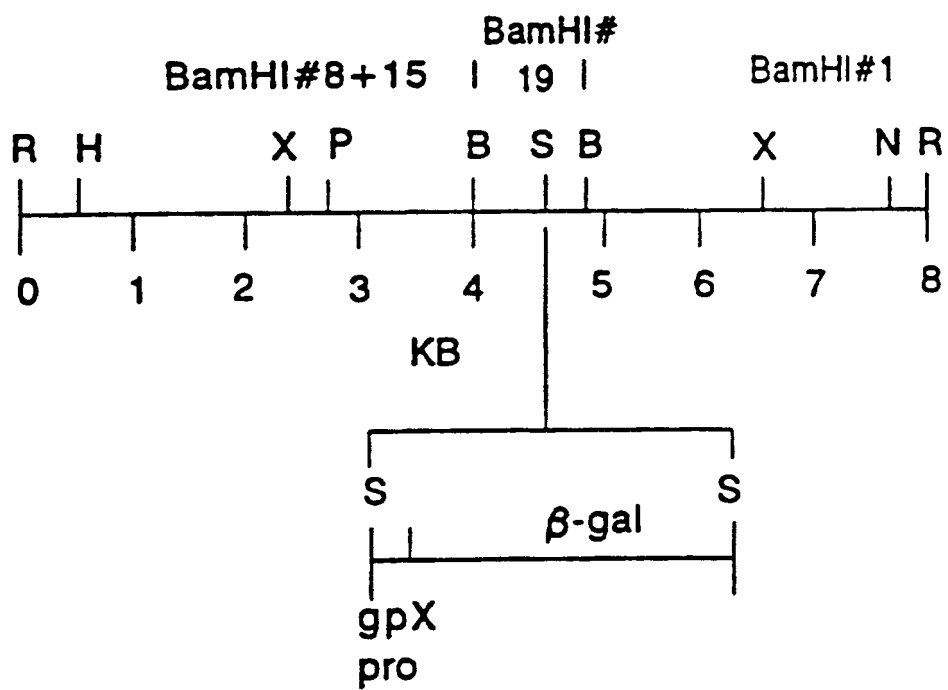 BamHI#
BamHI#8+15 | 19 | BamHI#1
R H X P B S B X N R
0 1 2 3 4 5 6 7 8
KB
S S
β-gal
gpX
pro